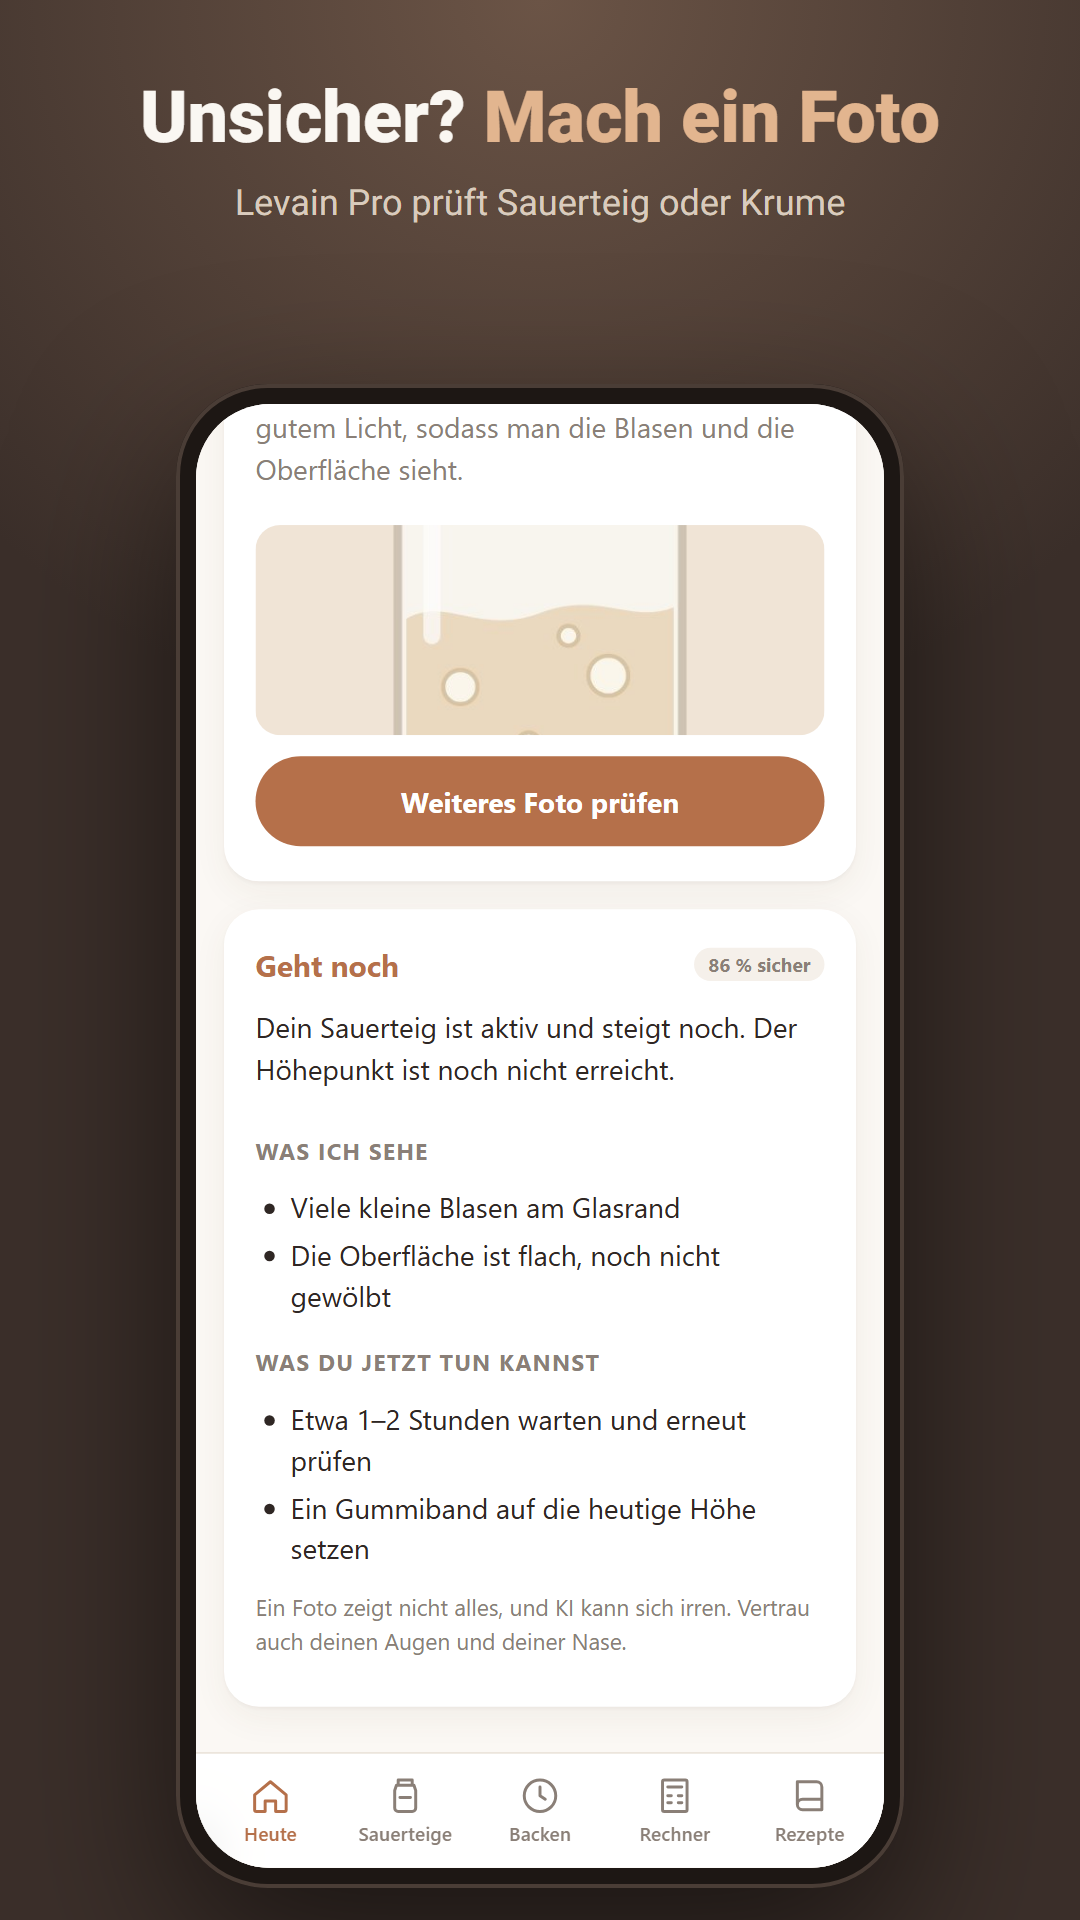 Unsicher? Mach ein Foto
Levain Pro prüft Sauerteig oder Krume
gutem Licht, sodass man die Blasen und die
Oberfläche sieht.
Weiteres Foto prüfen
Geht noch
86 % sicher
Dein Sauerteig ist aktiv und steigt noch. Der
Höhepunkt ist noch nicht erreicht.
WAS ICH SEHE
• Viele kleine Blasen am Glasrand
• Die Oberfläche ist flach, noch nicht
gewölbt
WAS DU JETZT TUN KANNST
• Etwa 1–2 Stunden warten und erneut
prüfen
• Ein Gummiband auf die heutige Höhe
setzen
Ein Foto zeigt nicht alles, und KI kann sich irren. Vertrau
auch deinen Augen und deiner Nase.
Heute Sauerteige Backen Rechner Rezepte